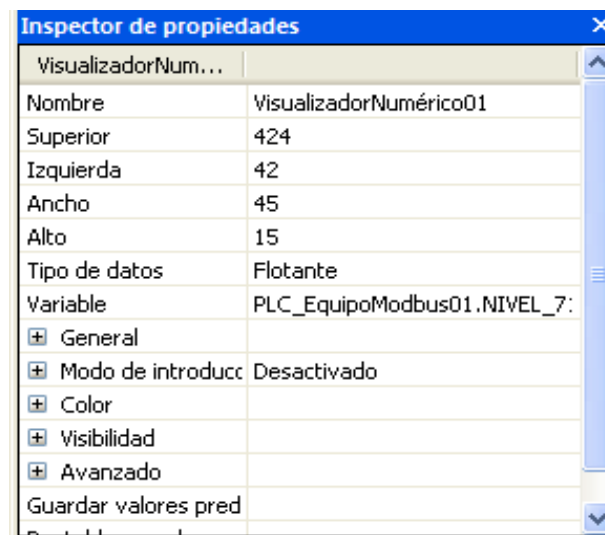 Inspector de propiedades
VisualizadorNum...
Nombre VisualizadorNumérico01
Superior 424
Izquierda 42
Ancho 45
Alto 15
Tipo de datos Flotante
Variable PLC_EquipoModbus01.NIVEL_71
General
Modo de introducc Desactivado
Color
Visibilidad
Avanzado
Guardar valores pred